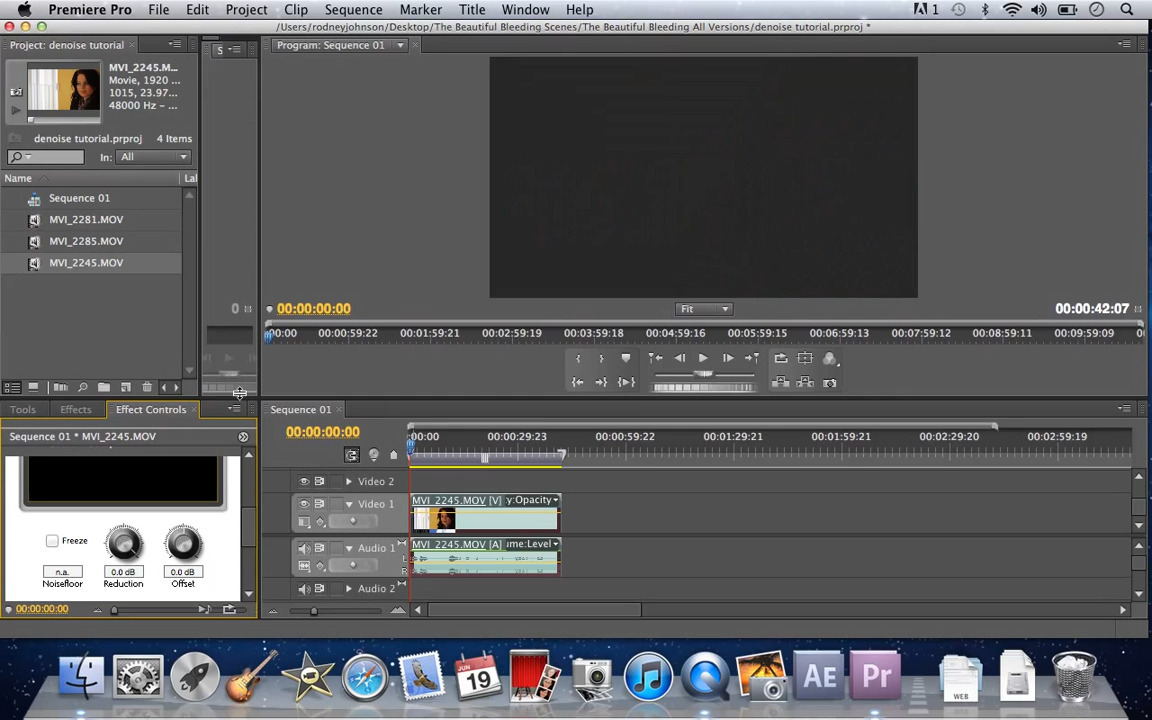 Premiere Pro File Edit Project Clip Sequence Marker Title Window Help 1
/Users/rodneyjohnson/Desktop/The Beautiful Bleeding Scenes/The Beautiful Bleeding All Versions/denoise tutorial.prproj *
Project: denoise tutorial
S
Program: Sequence 01
MVI_2245.M...
Movie, 1920 ...
1015, 23.97...
48000 Hz - ...
denoise tutorial.prproj 4 Items
In: All
Name Lal
Sequence 01
MVI_2281.MOV
MVI_2285.MOV
MVI_2245.MOV
0
00:00:00:00
Fit
00:00:42:07
00:00 00:00:59:22 00:01:59:21 00:02:59:19 00:03:59:18 00:04:59:16 00:05:59:15 00:06:59:13 00:07:59:12 00:08:59:11 00:09:59:09
Tools Effects Effect Controls
Sequence 01
Sequence 01 * MVI_2245.MOV
00:00:00:00
:00:00 00:00:29:23 00:00:59:22 00:01:29:21 00:01:59:21 00:02:29:20 00:02:59:19
Video 2
Video 1
MVI_2245.MOV [V] y:Opacity
Audio 1
MVI_2245.MOV [A] ume:Level
Audio 2
Freeze
n.a. 0.0 dB 0.0 dB
Noisefloor Reduction Offset
00:00:00:00
JUN
19
AE
Pr
WEB